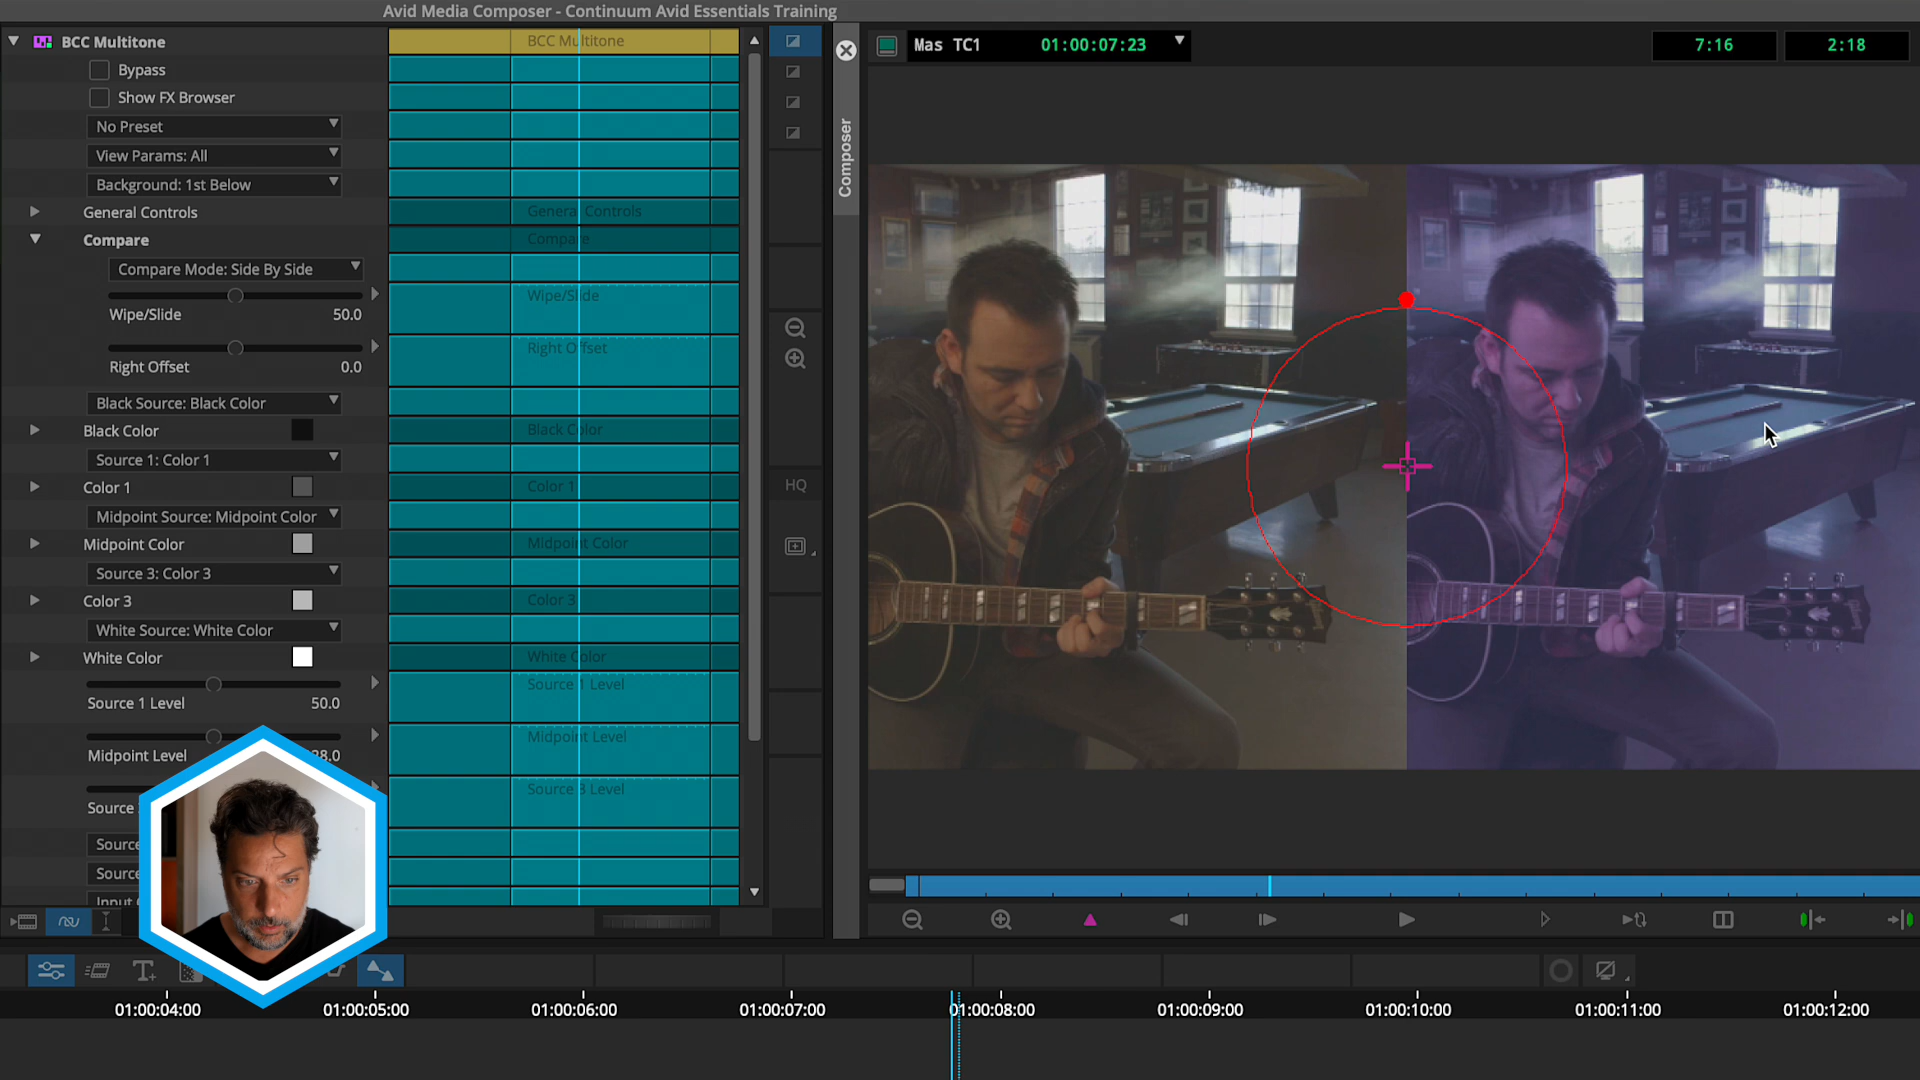 Avid Media Composer - Continuum Avid Essentials Training
BCC Multitone
Bypass
Show FX Browser
No Preset
View Params: All
Background: 1st Below
General Controls
Compare
Compare Mode: Side By Side
Wipe/Slide
50.0
Right Offset
0.0
Black Source: Black Color
Black Color
Source 1: Color 1
Color 1
Midpoint Source: Midpoint Color
Midpoint Color
Source 3: Color 3
Color 3
White Source: White Color
White Color
Source 1 Level
50.0
Midpoint Level
38.0
Source
Source
Source
Input
BCC Multitone
General Controls
Compare
Wipe/Slide
Right Offset
Black Color
Color 1
Midpoint Color
Color 3
White Color
Source 1 Level
Midpoint Level
Source 3 Level
HQ
Composer
Mas TC1
01:00:07:23
7:16
2:18
01:00:04:00
01:00:05:00
01:00:06:00
01:00:07:00
01:00:08:00
01:00:09:00
01:00:10:00
01:00:11:00
01:00:12:00